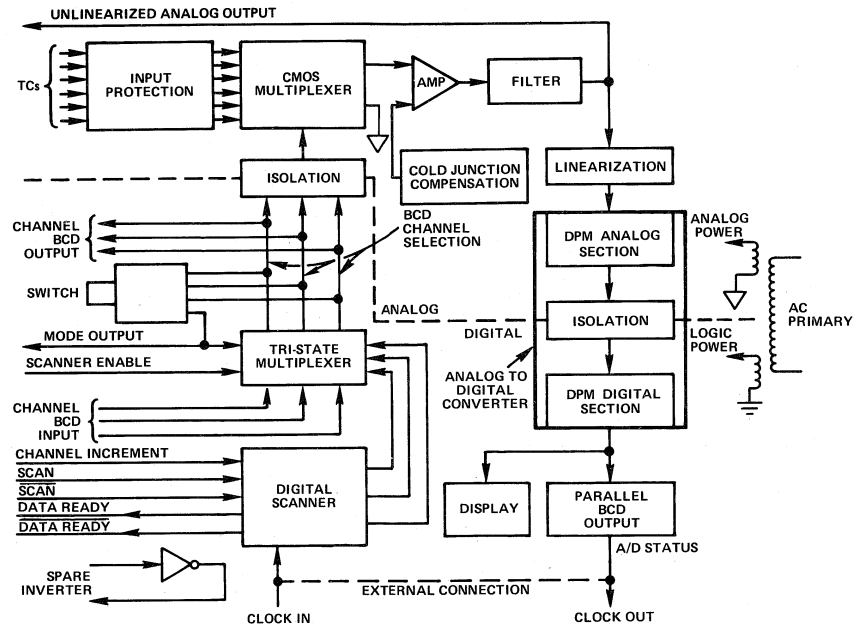 UNLINEARIZED ANALOG OUTPUT
TCs
INPUT
PROTECTION
CMOS
MULTIPLEXER
AMP
FILTER
ISOLATION
COLD JUNCTION
COMPENSATION
LINEARIZATION
CHANNEL
BCD
OUTPUT
BCD
CHANNEL
SELECTION
DPM ANALOG
SECTION
ANALOG
POWER
SWITCH
ANALOG
DIGITAL
ISOLATION
AC
PRIMARY
MODE OUTPUT
SCANNER ENABLE
TRI-STATE
MULTIPLEXER
LOGIC
POWER
ANALOG TO
DIGITAL
CONVERTER
DPM DIGITAL
SECTION
CHANNEL
BCD
INPUT
CHANNEL INCREMENT
SCAN
SCAN
DATA READY
DATA READY
DIGITAL
SCANNER
DISPLAY
PARALLEL
BCD
OUTPUT
A/D STATUS
SPARE
INVERTER
EXTERNAL CONNECTION
CLOCK IN
CLOCK OUT